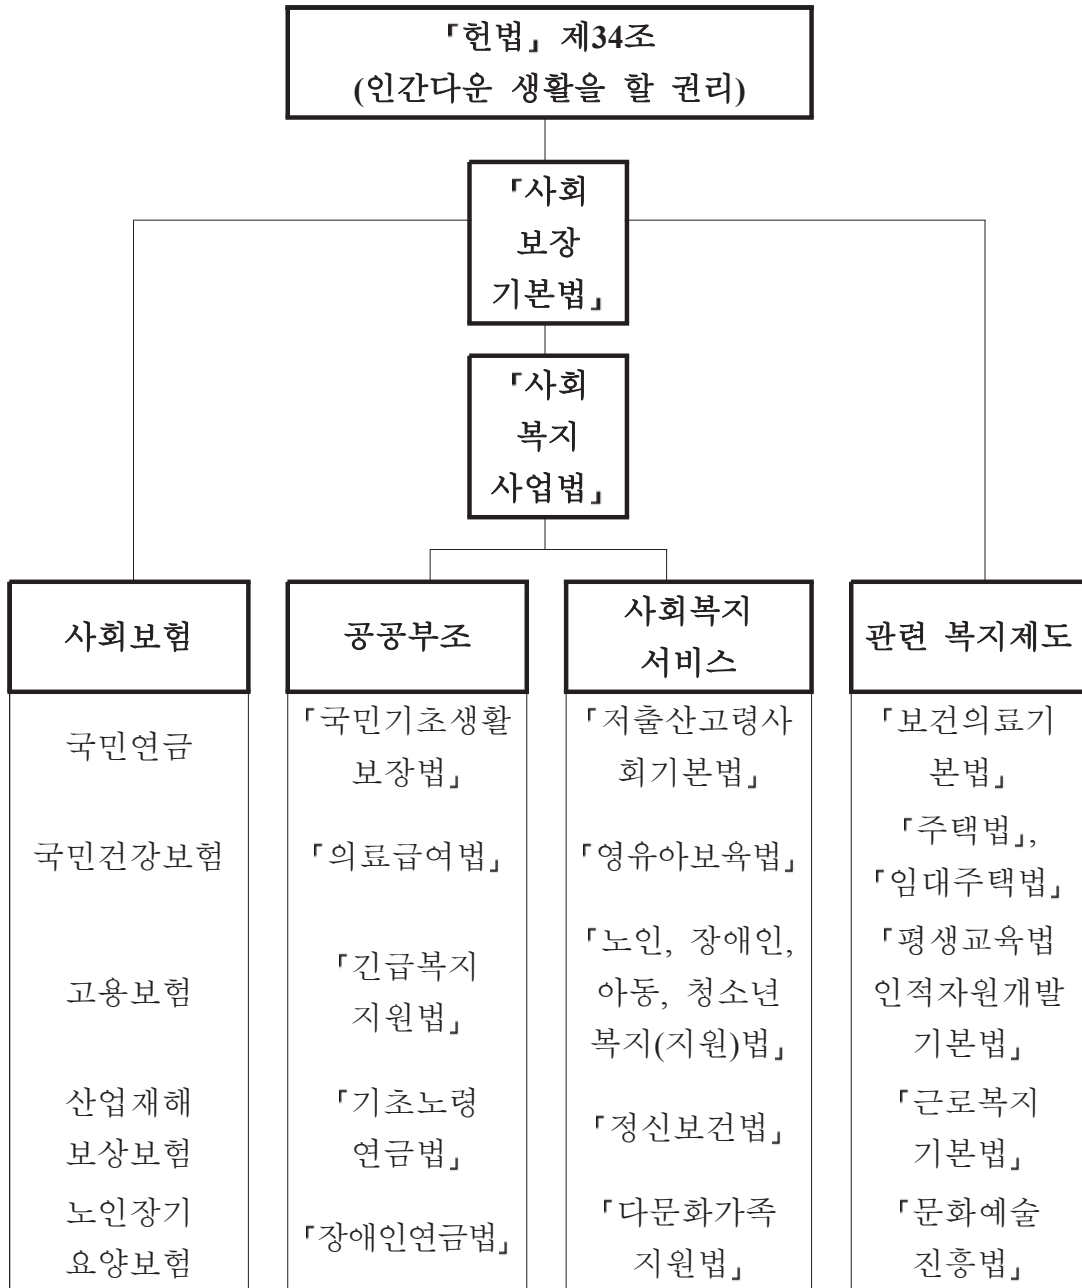 「헌법」 제34조
(인간다운 생활을 할 권리)
「사회
보장
기본법」
「사회
복지
사업법」
사회보험
공공부조
사회복지
서비스
관련 복지제도
국민연금
「국민기초생활
보장법」
「저출산고령사
회기본법」
「보건의료기
본법」
국민건강보험
「의료급여법」
「영유아보육법」
「주택법」,
「임대주택법」
고용보험
「긴급복지
지원법」
「노인, 장애인,
아동, 청소년
복지(지원)법」
「평생교육법
인적자원개발
기본법」
산업재해
보상보험
「기초노령
연금법」
「정신보건법」
「근로복지
기본법」
노인장기
요양보험
「장애인연금법」
「다문화가족
지원법」
「문화예술
진흥법」